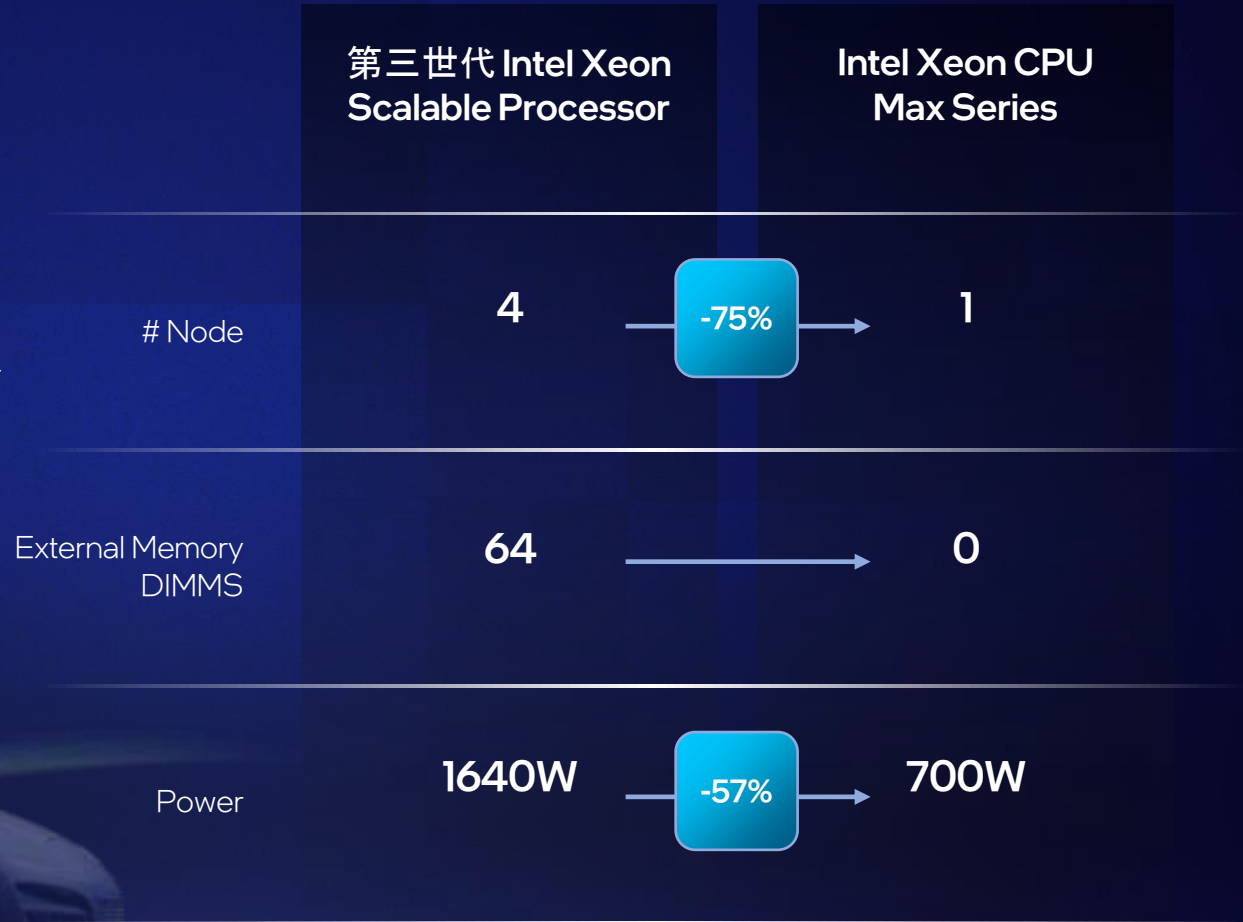 第三世代 Intel Xeon
Scalable Processor
Intel Xeon CPU
Max Series
# Node
4
-75%
1
External Memory
DIMMS
64
0
Power
1640W
-57%
700W